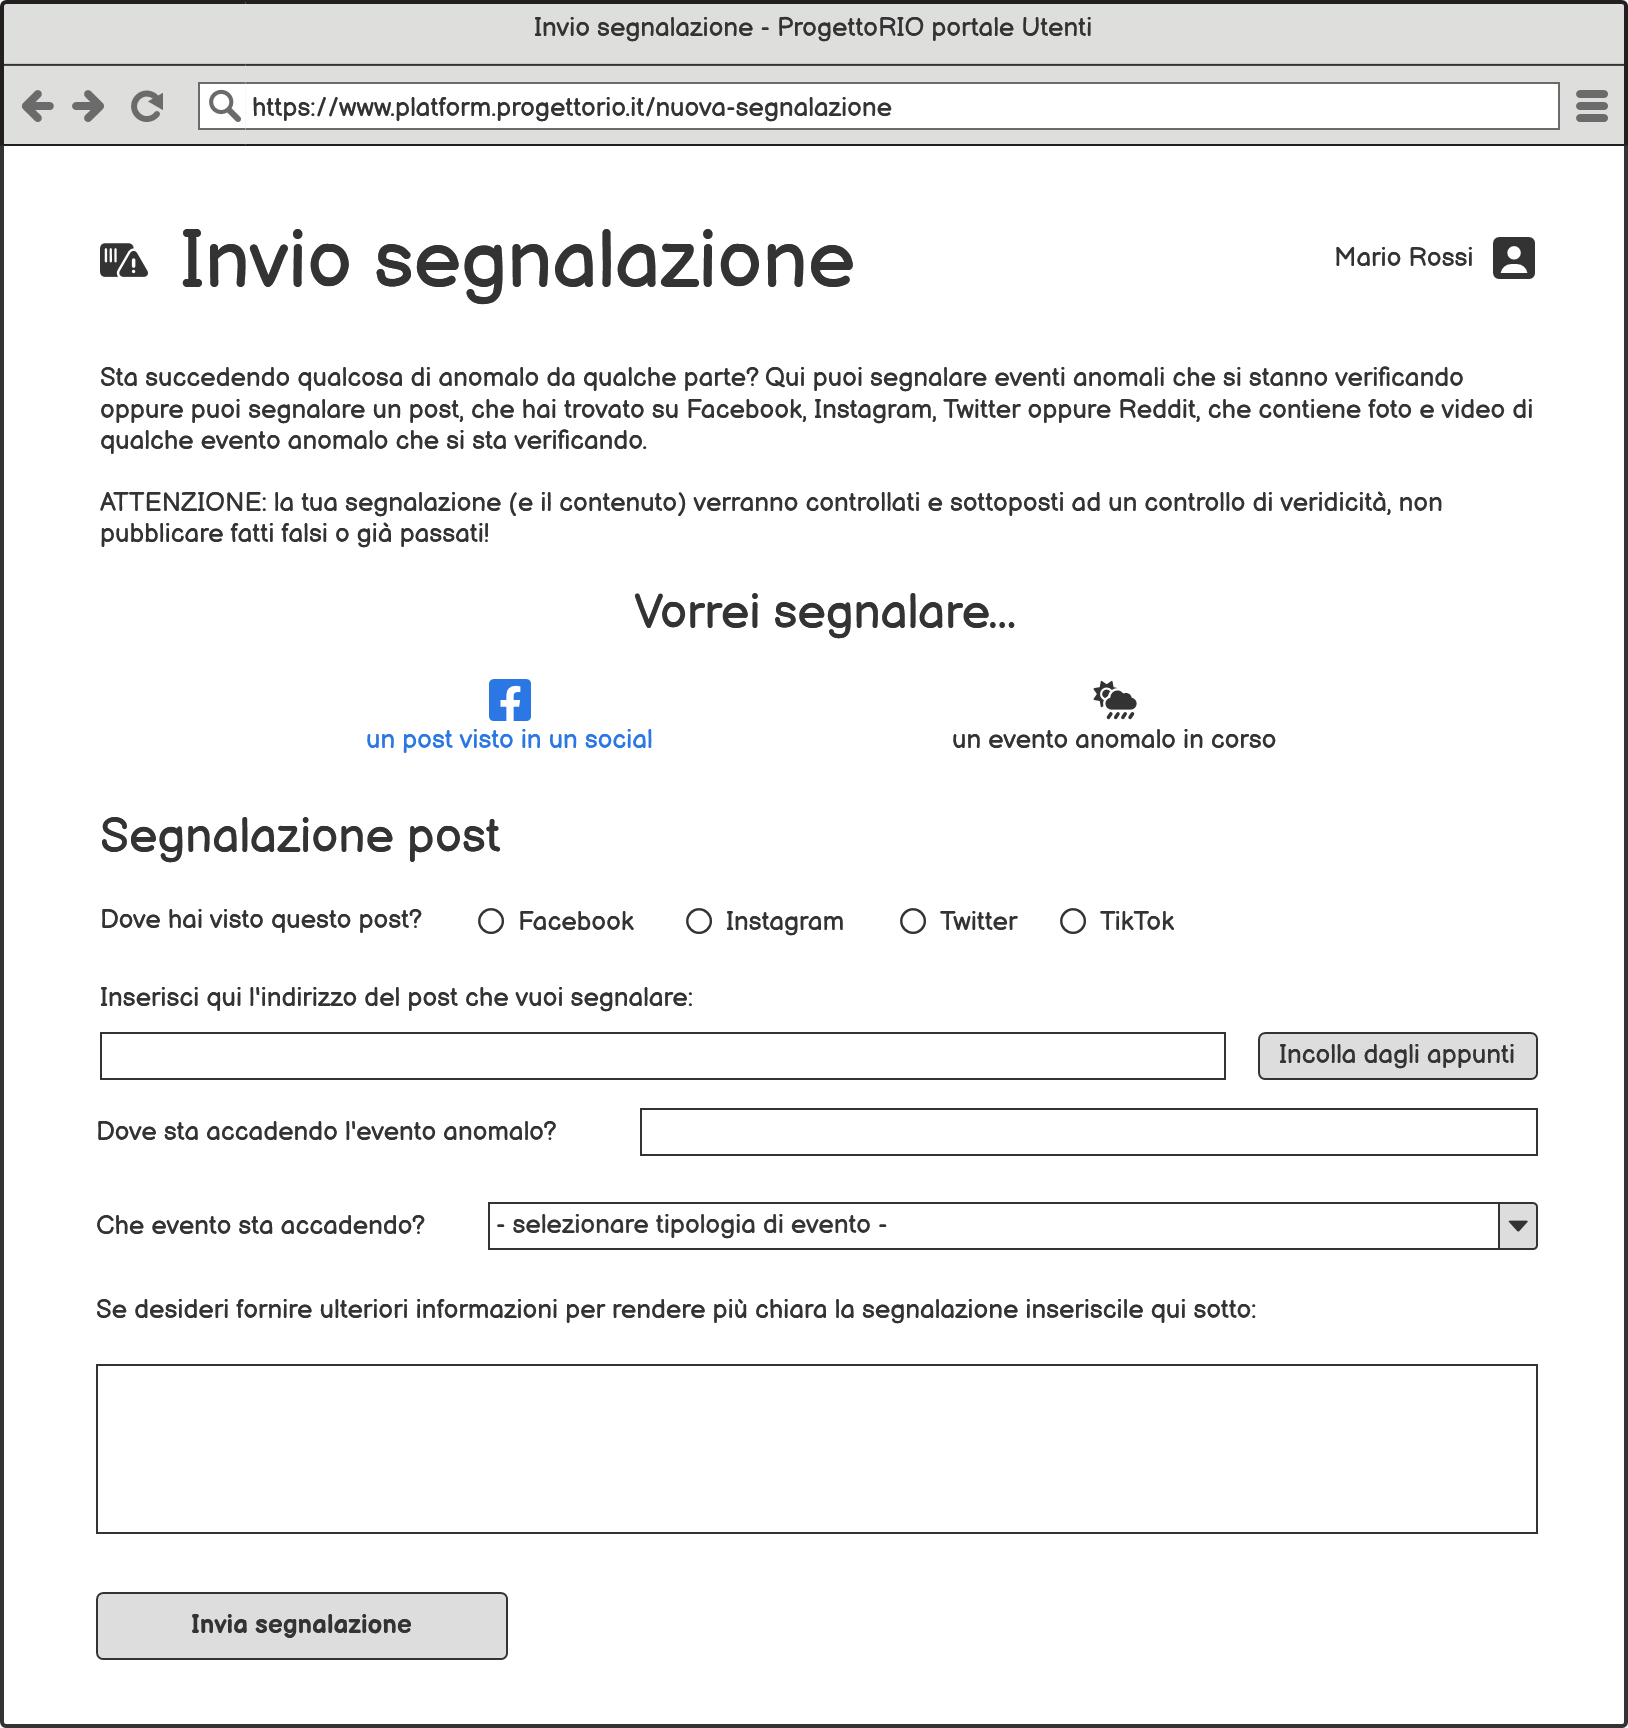 Invio segnalazione - ProgettoRIO portale Utenti
https://www.platform.progettorio.it/nuova-segnalazione
Invio segnalazione
Mario Rossi
Sta succedendo qualcosa di anomalo da qualche parte? Qui puoi segnalare eventi anomali che si stanno verificando
oppure puoi segnalare un post, che hai trovato su Facebook, Instagram, Twitter oppure Reddit, che contiene foto e video di
qualche evento anomalo che si sta verificando.
ATTENZIONE: la tua segnalazione (e il contenuto) verranno controllati e sottoposti ad un controllo di veridicità, non
pubblicare fatti falsi o già passati!
Vorrei segnalare...
un post visto in un social
un evento anomalo in corso
Segnalazione post
Dove hai visto questo post? Facebook Instagram Twitter TikTok
Inserisci qui l'indirizzo del post che vuoi segnalare:
Incolla dagli appunti
Dove sta accadendo l'evento anomalo?
Che evento sta accadendo? - selezionare tipologia di evento -
Se desideri fornire ulteriori informazioni per rendere più chiara la segnalazione inseriscile qui sotto:
Invia segnalazione